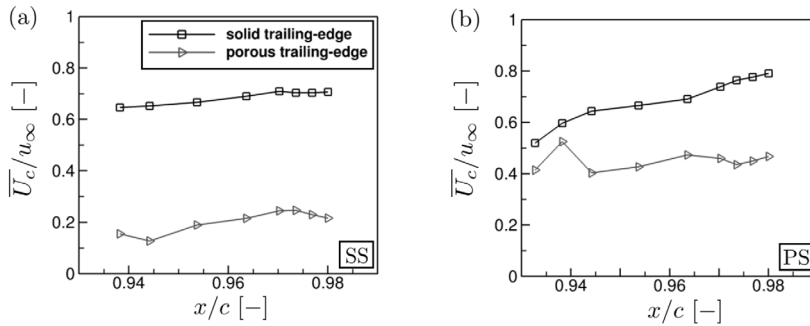 (a)
1
0.8
0.6
0.4
0.2
0
solid trailing-edge
porous trailing-edge
SS
0.94
0.96
0.98
x/c [−]
U̅c̅/u∞ [−]
(b)
1
0.8
0.6
0.4
0.2
0
PS
0.94
0.96
0.98
x/c [−]
U̅c̅/u∞ [−]